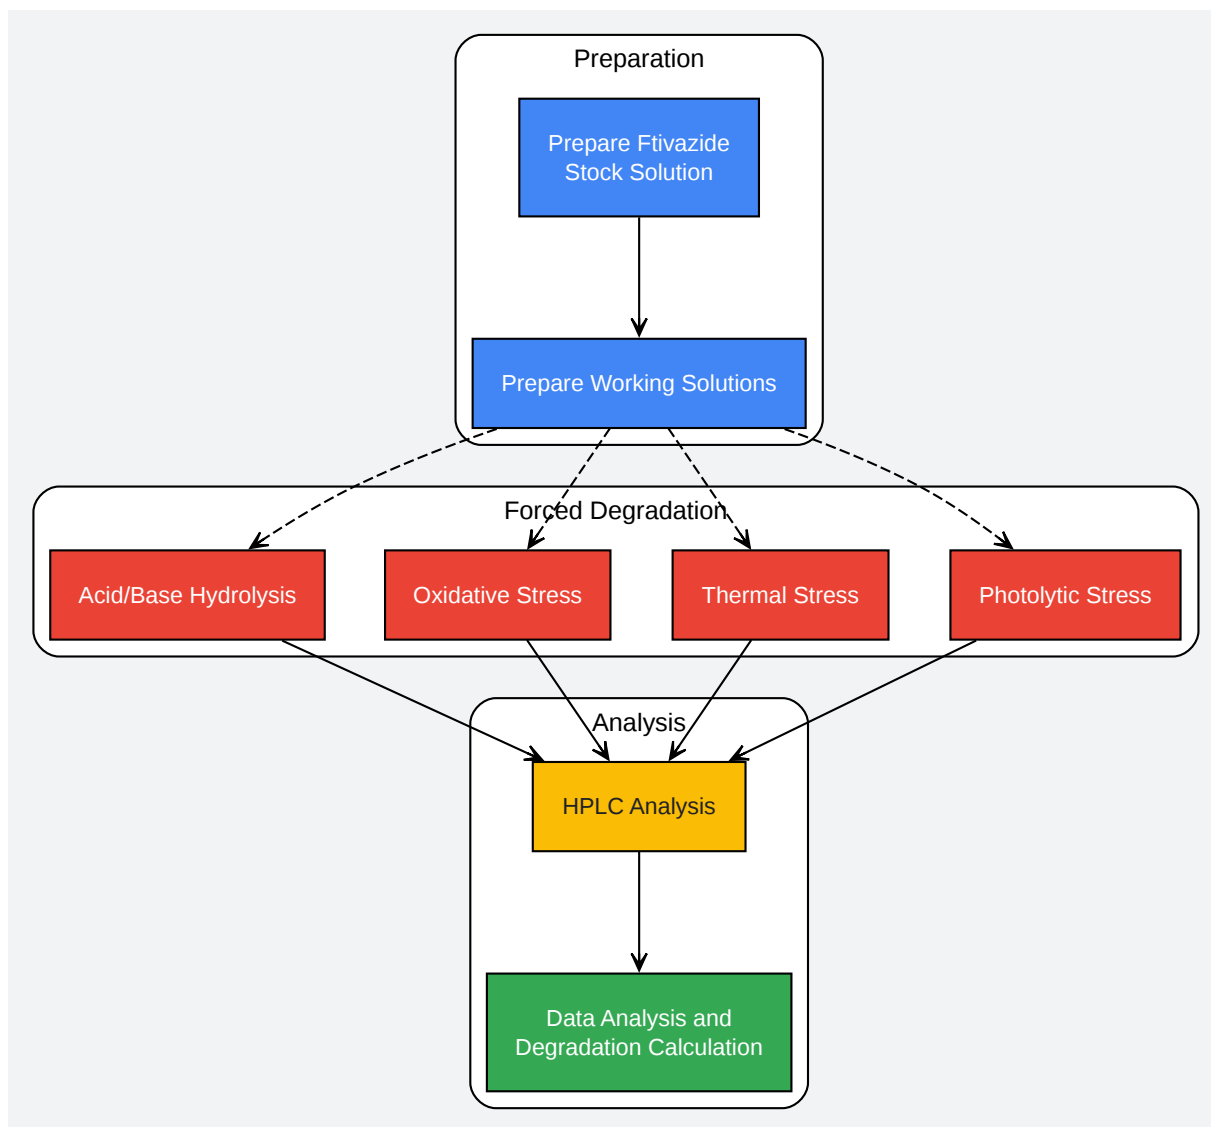 Preparation
Prepare Ftivazide
Stock Solution
Prepare Working Solutions
Forced Degradation
Acid/Base Hydrolysis
Oxidative Stress
Thermal Stress
Photolytic Stress
Analysis
HPLC Analysis
Data Analysis and
Degradation Calculation